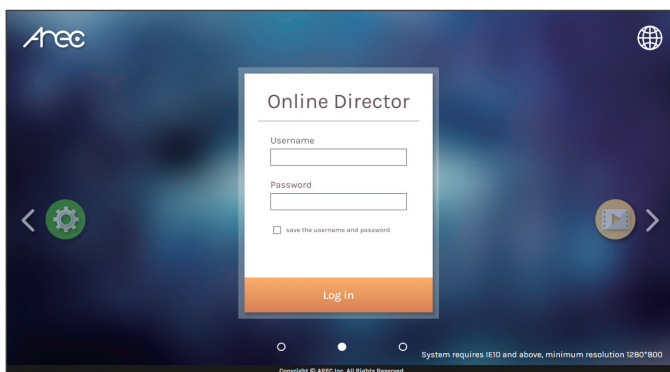 Arec
Online Director
Username
Password
save the username and password
Log in
System requires IE10 and above, minimum resolution 1280*800
Copyright © AREC Inc. All Rights Reserved.